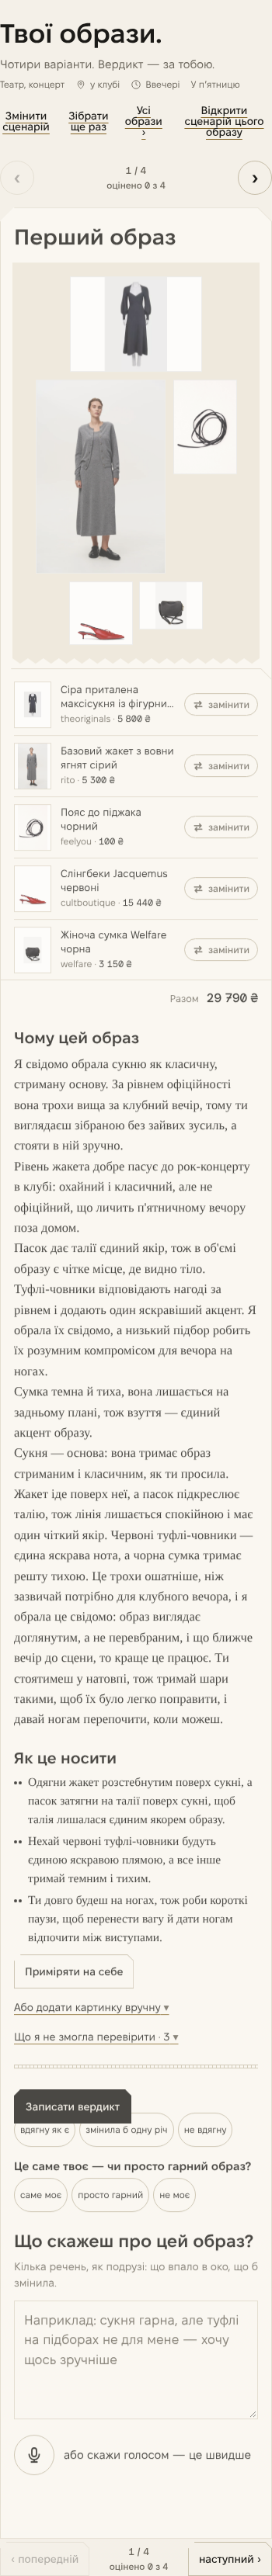 Твої образи.
Чотири варіанти. Вердикт — за тобою.
Театр, концерт у клубі Ввечері У п'ятницю
Змінити сценарій
Зібрати ще раз
Усі образи ›
Відкрити сценарій цього образу
‹
1 / 4
оцінено 0 з 4
›
Перший образ
Сіра приталена
максісукня із фігурни...
theoriginals · 5 800 ₴
замінити
Базовий жакет з вовни
ягнят сірий
rito · 5 300 ₴
замінити
Пояс до піджака
чорний
feelyou · 100 ₴
замінити
Слінгбеки Jacquemus
червоні
cultboutique · 15 440 ₴
замінити
Жіноча сумка Welfare
чорна
welfare · 3 150 ₴
замінити
Разом 29 790 ₴
Чому цей образ
Я свідомо обрала сукню як класичну,
стриману основу. За рівнем офіційності
вона трохи вища за клубний вечір, тому ти
виглядаєш зібраною без зайвих зусиль, а
стояти в ній зручно.
Рівень жакета добре пасує до рок-концерту
в клубі: охайний і класичний, але не
офіційний, що личить п'ятничному вечору
поза домом.
Пасок дає талії єдиний якір, тож в об'ємі
образу є чітке місце, де видно тіло.
Туфлі-човники відповідають нагоді за
рівнем і додають один яскравіший акцент. Я
обрала їх свідомо, а низький підбор робить
їх розумним компромісом для вечора на
ногах.
Сумка темна й тиха, вона лишається на
задньому плані, тож взуття — єдиний
акцент образу.
Сукня — основа: вона тримає образ
стриманим і класичним, як ти просила.
Жакет іде поверх неї, а пасок підкреслює
талію, тож лінія лишається спокійною і має
один чіткий якір. Червоні туфлі-човники —
єдина яскрава нота, а чорна сумка тримає
решту тихою. Це трохи ошатніше, ніж
зазвичай потрібно для клубного вечора, і я
обрала це свідомо: образ виглядає
доглянутим, а не перевбраним, і що ближче
вечір до сцени, то краще це працює. Ти
стоятимеш у натовпі, тож тримай шари
такими, щоб їх було легко поправити, і
давай ногам перепочити, коли можеш.
Як це носити
Одягни жакет розстебнутим поверх сукні, а
пасок затягни на талії поверх сукні, щоб
талія лишалася єдиним якорем образу.
Нехай червоні туфлі-човники будуть
єдиною яскравою плямою, а все інше
тримай темним і тихим.
Ти довго будеш на ногах, тож роби короткі
паузи, щоб перенести вагу й дати ногам
відпочити між виступами.
Приміряти на себе
Або додати картинку вручну ▾
Що я не змогла перевірити · 3 ▾
Записати вердикт
вдягну як є
змінила б одну річ
не вдягну
Це саме твоє — чи просто гарний образ?
саме моє
просто гарний
не моє
Що скажеш про цей образ?
Кілька речень, як подрузі: що впало в око, що б
змінила.
Наприклад: сукня гарна, але туфлі
на підборах не для мене — хочу
щось зручніше
або скажи голосом — це швидше
‹ попередній
1 / 4
оцінено 0 з 4
наступний ›